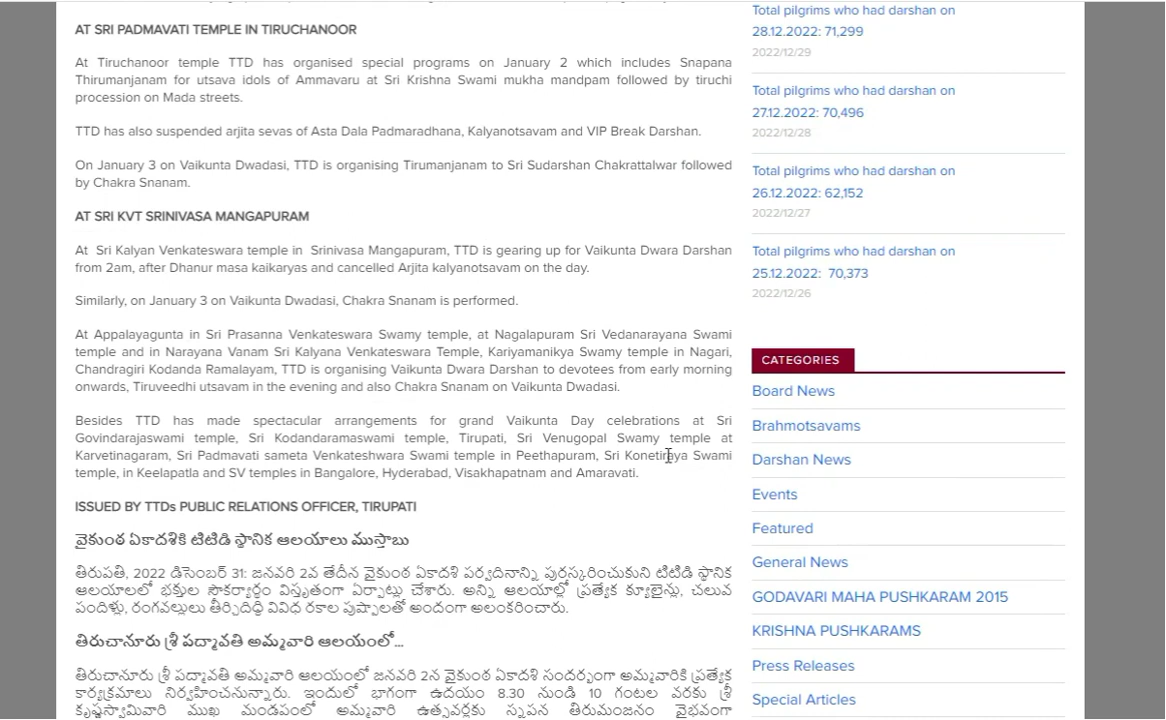 AT SRI PADMAVATI TEMPLE IN TIRUCHANOOR
At Tiruchanoor temple TTD has organised special programs on January 2 which includes Snapana
Thirumanjanam for utsava idols of Ammavaru at Sri Krishna Swami mukha mandpam followed by tiruchi
procession on Mada streets.
TTD has also suspended arjita sevas of Asta Dala Padmaradhana, Kalyanotsavam and VIP Break Darshan.
On January 3 on Vaikunta Dwadasi, TTD is organising Tirumanjanam to Sri Sudarshan Chakrattalwar followed
by Chakra Snanam.
AT SRI KVT SRINIVASA MANGAPURAM
At Sri Kalyan Venkateswara temple in Srinivasa Mangapuram, TTD is gearing up for Vaikunta Dwara Darshan
from 2am, after Dhanur masa kaikaryas and cancelled Arjita kalyanotsavam on the day.
Similarly, on January 3 on Vaikunta Dwadasi, Chakra Snanam is performed.
At Appalayagunta in Sri Prasanna Venkateswara Swamy temple, at Nagalapuram Sri Vedanarayana Swami
temple and in Narayana Vanam Sri Kalyana Venkateswara Temple, Kariyamanikya Swamy temple in Nagari,
Chandragiri Kodanda Ramalayam, TTD is organising Vaikunta Dwara Darshan to devotees from early morning
onwards, Tiruveedhi utsavam in the evening and also Chakra Snanam on Vaikunta Dwadasi.
Besides TTD has made spectacular arrangements for grand Vaikunta Day celebrations at Sri
Govindarajaswami temple, Sri Kodandaramaswami temple, Tirupati, Sri Venugopal Swamy temple at
Karvetinagaram, Sri Padmavati sameta Venkateshwara Swami temple in Peethapuram, Sri Konetiraya Swami
temple, in Keelapatla and SV temples in Bangalore, Hyderabad, Visakhapatnam and Amaravati.
ISSUED BY TTDs PUBLIC RELATIONS OFFICER, TIRUPATI
వైకుంఠ ఏకాదశికి టిటిడి స్థానిక ఆలయాలు ముస్తాబు
తిరుపతి, 2022 డిసెంబర్ 31: జనవరి 2వ తేదీన వైకుంఠ ఏకాదశి పర్వదినాన్ని పురస్కరించుకుని టిటిడి స్థానిక
ఆలయాలలో భక్తుల సౌకర్యార్థం విస్తృతంగా ఏర్పాట్లు చేశారు. అన్ని ఆలయాల్లో ప్రత్యేక క్యూలైన్లు, చలువ
పందిళ్లు, రంగవల్లులు తీర్చిదిద్ది వివిధ రకాల పుష్పాలతో అందంగా అలంకరించారు.
తిరుచానూరు శ్రీ పద్మావతి అమ్మవారి ఆలయంలో...
తిరుచానూరు శ్రీ పద్మావతి అమ్మవారి ఆలయంలో జనవరి 2న వైకుంఠ ఏకాదశి సందర్భంగా అమ్మవారికి ప్రత్యేక
కార్యక్రమాలు నిర్వహించనున్నారు. ఇందులో భాగంగా ఉదయం 8.30 నుండి 10 గంటల వరకు శ్రీ
కృష్ణస్వామివారి ముఖ మండపంలో అమ్మవారి ఉత్సవర్లకు స్నపన తిరుమంజనం వైభవంగా
Total pilgrims who had darshan on
28.12.2022: 71,299
2022/12/29
Total pilgrims who had darshan on
27.12.2022: 70,496
2022/12/28
Total pilgrims who had darshan on
26.12.2022: 62,152
2022/12/27
Total pilgrims who had darshan on
25.12.2022: 70,373
2022/12/26
CATEGORIES
Board News
Brahmotsavams
Darshan News
Events
Featured
General News
GODAVARI MAHA PUSHKARAM 2015
KRISHNA PUSHKARAMS
Press Releases
Special Articles